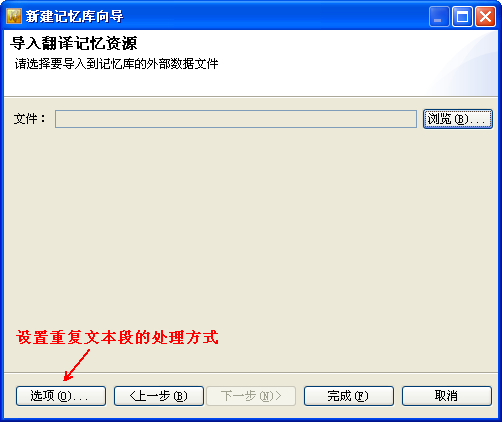 新建记忆库向导
导入翻译记忆资源
请选择要导入到记忆库的外部数据文件
文件： 浏览(B)...
设置重复文本段的处理方式
选项(O)... <上一步(B) 下一步(N)> 完成(F) 取消